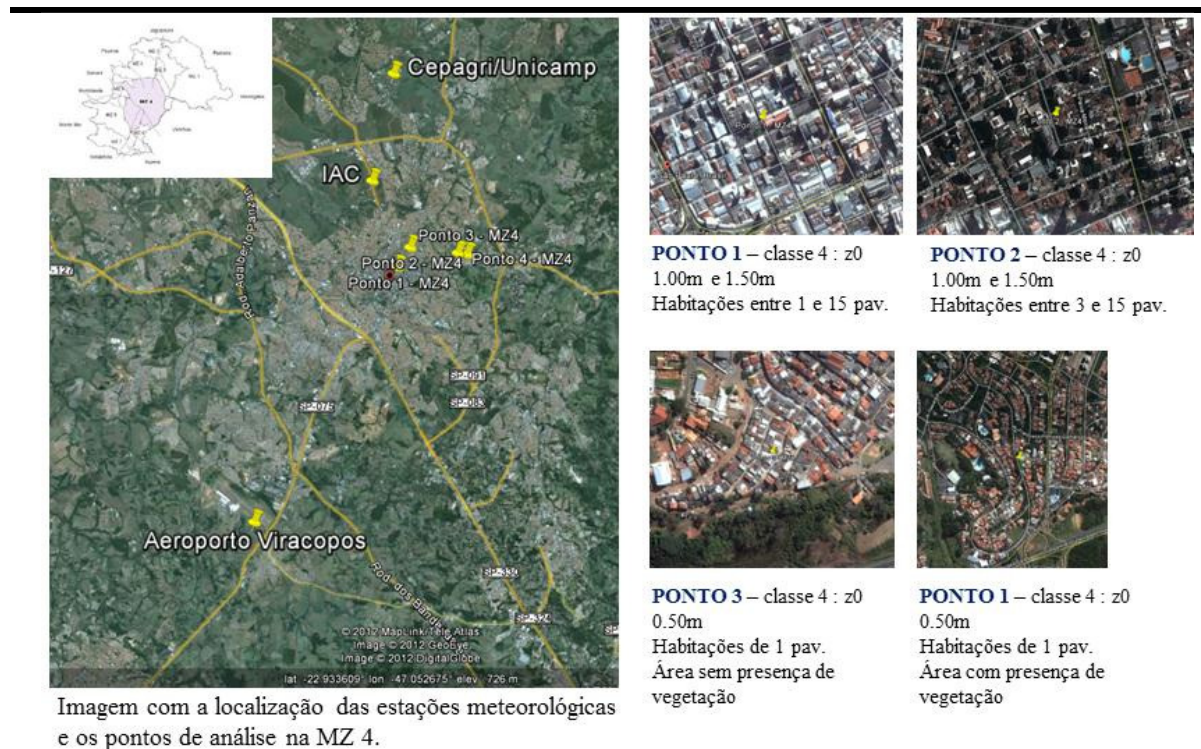 MZ 4
Cepagri/Unicamp
IAC
Ponto 3 - MZ4
Ponto 2 - MZ4
Ponto 4 - MZ4
Ponto 1 - MZ4
Rod Adalberto Panzan
SP-091
SP-083
SP-075
Aeroporto Viracopos
SP-330
SP-324
© 2012 MapLink/Tele Atlas
Image © 2012 GeoEye
Image © 2012 DigitalGlobe
lat -22.933609° lon -47.052675° elev 726 m
Imagem com a localização das estações meteorológicas
e os pontos de análise na MZ 4.
PONTO 1 – classe 4 : z0
1.00m e 1.50m
Habitações entre 1 e 15 pav.
PONTO 2 – classe 4 : z0
1.00m e 1.50m
Habitações entre 3 e 15 pav.
PONTO 3 – classe 4 : z0
0.50m
Habitações de 1 pav.
Área sem presença de
vegetação
PONTO 1 – classe 4 : z0
0.50m
Habitações de 1 pav.
Área com presença de
vegetação